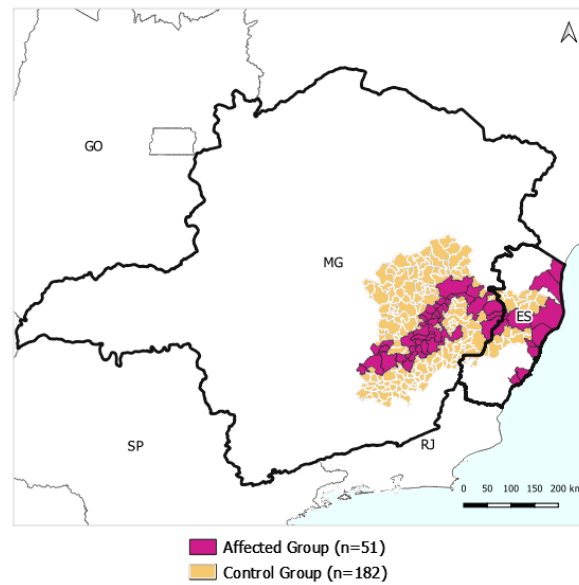 GO
MG
ES
SP
RJ
0 50 100 150 200 km
Affected Group (n=51)
Control Group (n=182)